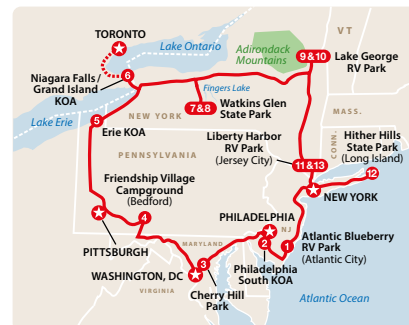 VT
TORONTO
Lake Ontario
Adirondack
Mountains
9 & 10
Lake George
RV Park
Niagara Falls /
Grand Island
KOA
6
Fingers Lake
7 & 8
Watkins Glen
State Park
MASS.
NEW YORK
Lake Erie
5
Erie KOA
Liberty Harbor
RV Park
(Jersey City)
CONN.
Hither Hills
State Park
(Long Island)
PENNSYLVANIA
11 & 13
12
Friendship Village
Campground
(Bedford)
NEW YORK
4
PHILADELPHIA
NJ
PITTSBURGH
2
1
Atlantic Blueberry
RV Park
(Atlantic City)
MARYLAND
WASHINGTON, DC
3
Philadelphia
South KOA
VIRGINIA
Cherry Hill
Park
Atlantic Ocean